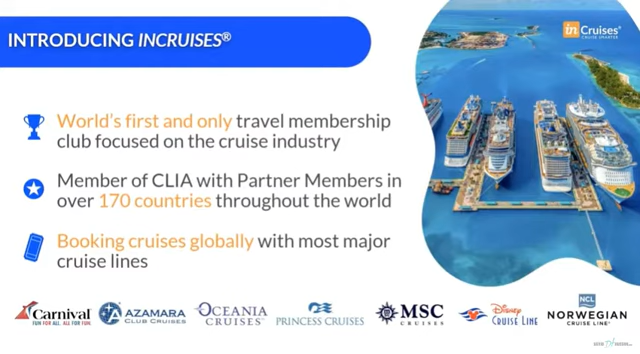 INTRODUCING INCRUISES®
inCruises®
CRUISE SMARTER
World's first and only travel membership
club focused on the cruise industry
Member of CLIA with Partner Members in
over 170 countries throughout the world
Booking cruises globally with most major
cruise lines
Carnival
FUN FOR ALL. ALL FOR FUN.
AZAMARA
CLUB CRUISES
OCEANIA
CRUISES
PRINCESS CRUISES
MSC
CRUISES
Disney
CRUISE LINE
NCL
NORWEGIAN
CRUISE LINE